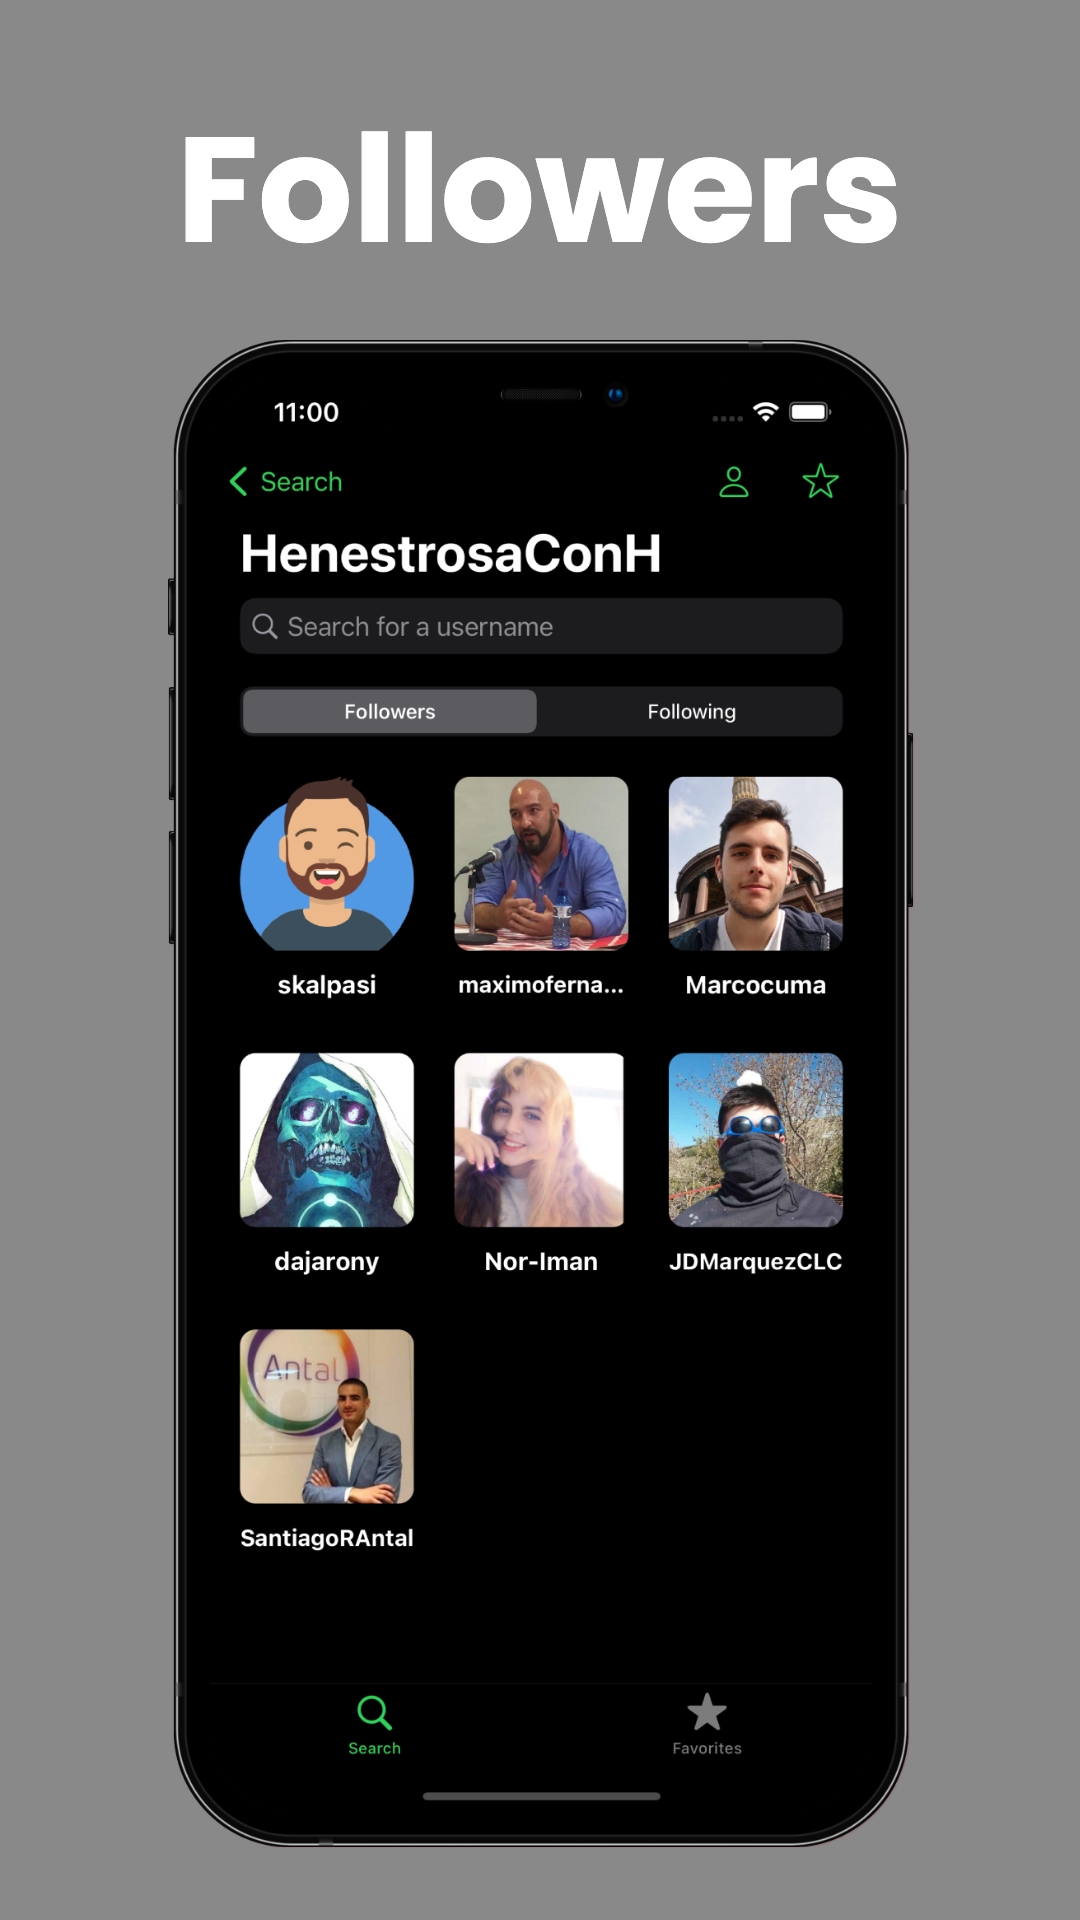 Followers
11:00
Search
HenestrosaConH
Search for a username
Followers Following
skalpasi maximoferna... Marcocuma
dajarony Nor-Iman JDMarquezCLC
Antal
SantiagoRAntal
Search Favorites